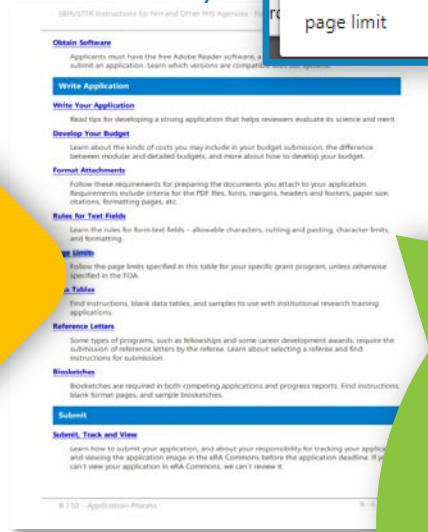 SBIR/STTR Instructions for NIH and Other PHS Agencies - Fo
page limit
Obtain Software
Applicants must have the free Adobe Reader software, a
submit an application. Learn which versions are compatible with our systems.
Write Application
Write Your Application
Read tips for developing a strong application that helps reviewers evaluate its science and merit.
Develop Your Budget
Learn about the kinds of costs you may include in your budget submission, the difference
between modular and detailed budgets, and more about how to develop your budget.
Format Attachments
Follow these requirements for preparing the documents you attach to your application.
Requirements include criteria for the PDF files, fonts, margins, headers and footers, paper size,
citations, formatting pages, etc.
Rules for Text Fields
Learn the rules for form text fields – allowable characters, cutting and pasting, character limits,
and formatting.
ge Limits
Follow the page limits specified in this table for your specific grant program, unless otherwise
specified in the FOA.
Tables
Find instructions, blank data tables, and samples to use with institutional research training
applications.
Reference Letters
Some types of programs, such as fellowships and some career development awards, require the
submission of reference letters by the referee. Learn about selecting a referee and find
instructions for submission.
Biosketches
Biosketches are required in both competing applications and progress reports. Find instructions,
blank format pages, and sample biosketches.
Submit
Submit, Track and View
Learn how to submit your application, and about your responsibility for tracking your applic
and viewing the application image in the eRA Commons before the application deadline. If
can't view your application in eRA Commons, we can't review it.
Application Process